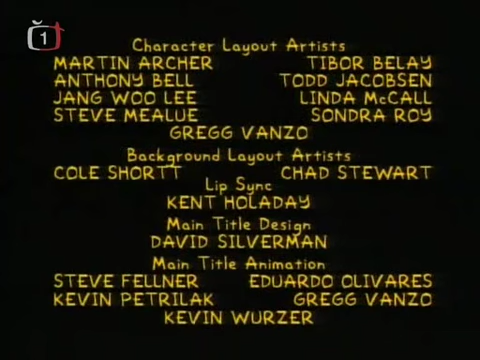 1
Character Layout Artists
MARTIN ARCHER TIBOR BELAY
ANTHONY BELL TODD JACOBSEN
JANG WOO LEE LINDA McCALL
STEVE MEALUE SONDRA ROY
GREGG VANZO
Background Layout Artists
COLE SHORTT CHAD STEWART
Lip Sync
KENT HOLADAY
Main Title Design
DAVID SILVERMAN
Main Title Animation
STEVE FELLNER EDUARDO OLIVARES
KEVIN PETRILAK GREGG VANZO
KEVIN WURZER